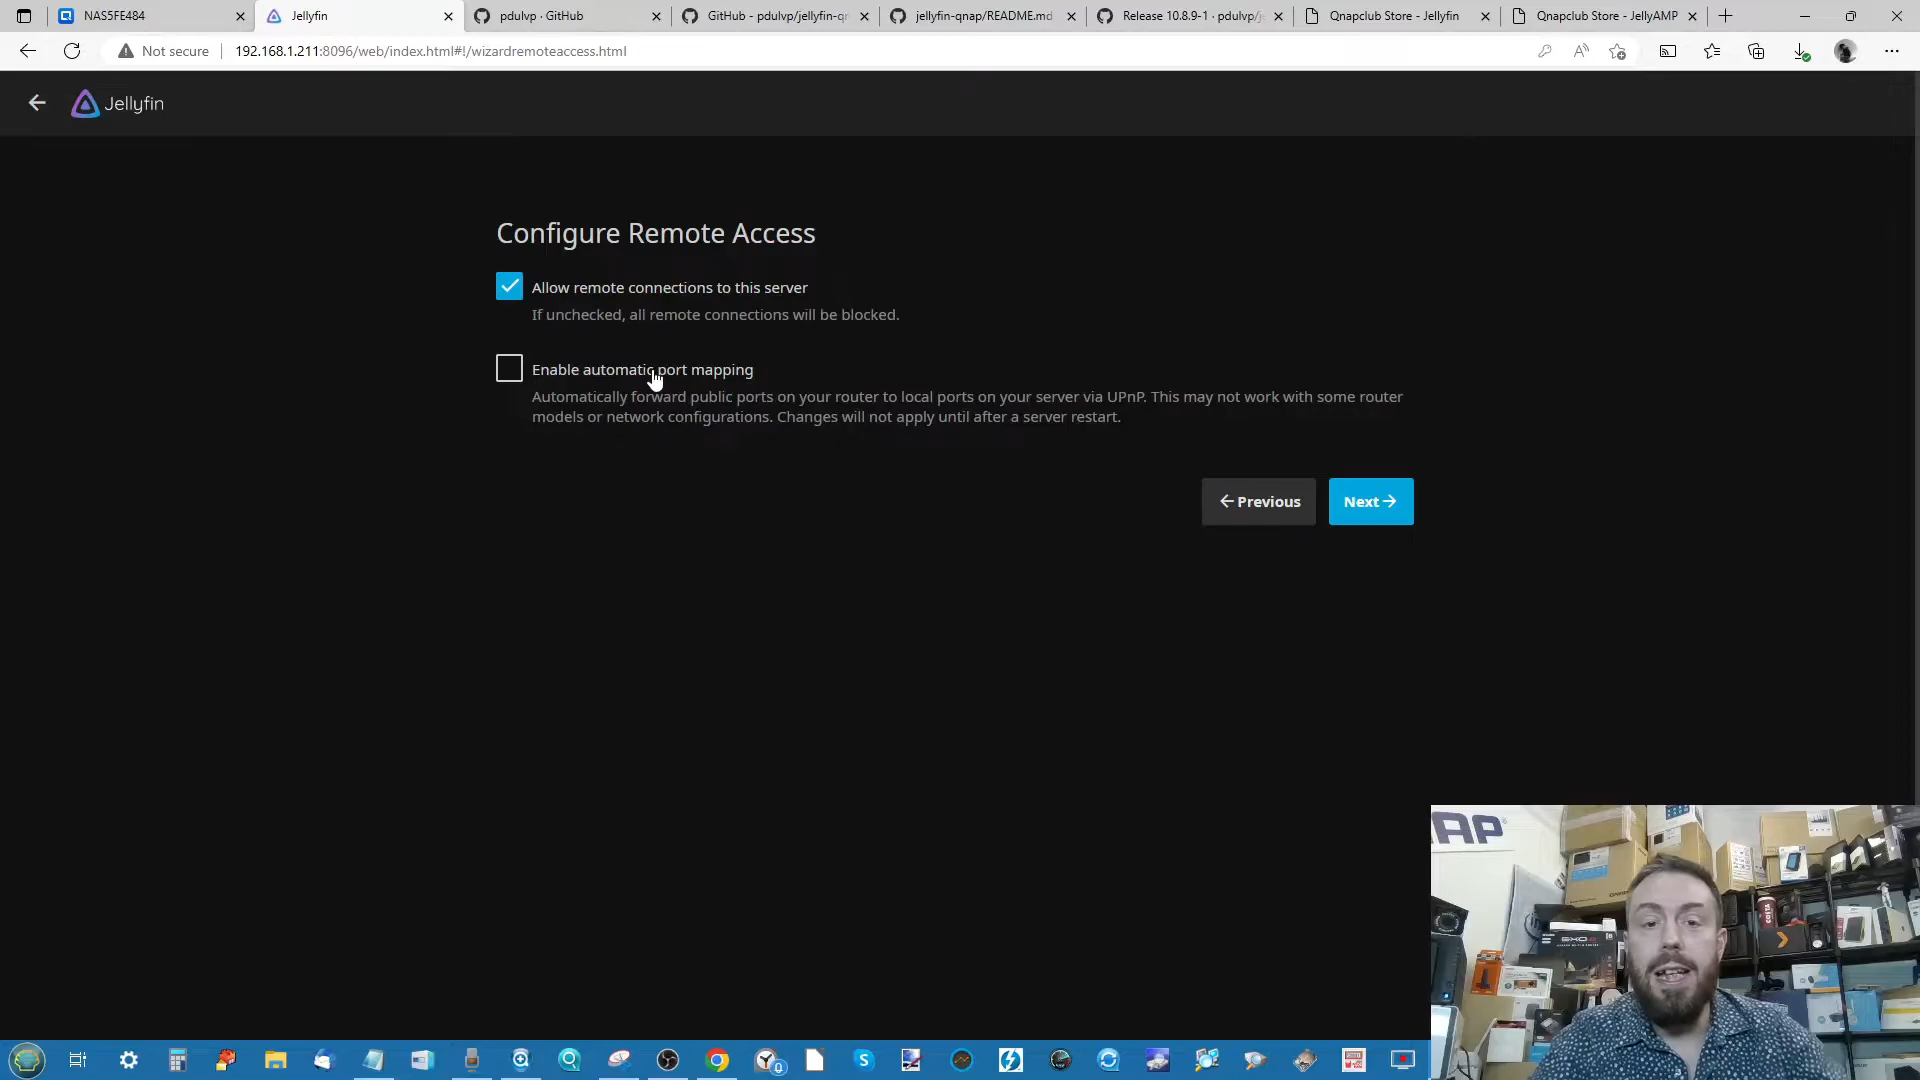 NAS5FE484
Jellyfin
pdulvp · GitHub
GitHub - pdulvp/jellyfin-qn
jellyfin-qnap/README.md
Release 10.8.9-1 · pdulvp/je
Qnapclub Store - Jellyfin
Qnapclub Store - JellyAMP
Not secure
192.168.1.211:8096/web/index.html#!/wizardremoteaccess.html
Jellyfin
Configure Remote Access
Allow remote connections to this server
If unchecked, all remote connections will be blocked.
Enable automatic port mapping
Automatically forward public ports on your router to local ports on your server via UPnP. This may not work with some router
models or network configurations. Changes will not apply until after a server restart.
Previous
Next
AP
COSTA